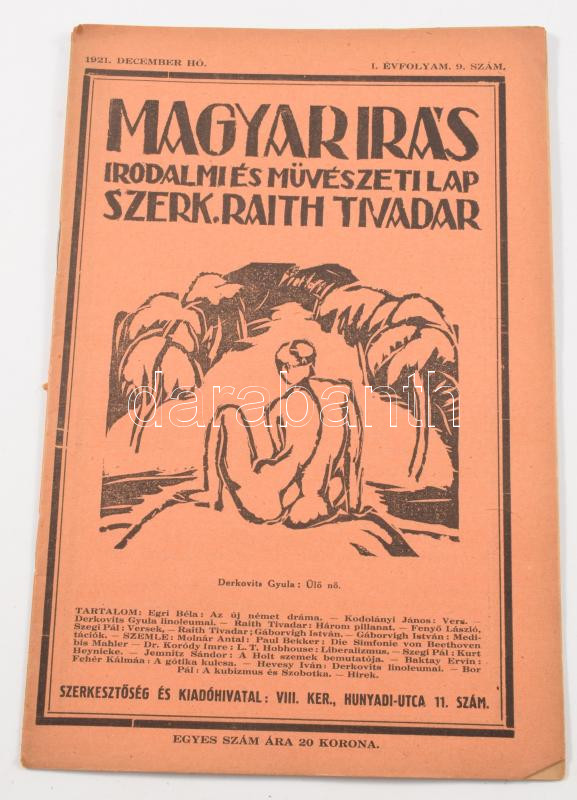 1921. DECEMBER HÓ. I. ÉVFOLYAM. 9. SZÁM.
MAGYAR IRÁS
IRODALMI ÉS MÜVÉSZETI LAP
SZERK. RAITH TIVADAR
darabanth
Derkovits Gyula: Ülő nő.
TARTALOM: Egri Béla: Az új német dráma. — Kodolányi János: Vers. —
Derkovits Gyula linoleumai. — Raith Tivadar: Három pillanat. — Fenyő László,
Szegi Pál: Versek. — Raith Tivadar: Gáborvigh István. — Gáborvigh István: Medi-
tációk. — SZEMLE: Molnár Antal: Paul Bekker: Die Simfonie von Beethoven
bis Mahler — Dr. Koródy Imre: L. T. Hobhouse: Liberalizmus. — Szegi Pál: Kurt
Heynicke. — Jemnitz Sándor: A Holt szemek bemutatója. — Baktay Ervin:
Fehér Kálmáa: A gótika kulcsa. — Hevesy Iván: Derkovits linoleumai. — Bor
Pál: A kubizmus és Szobotka. — Hirek.
SZERKESZTŐSÉG ÉS KIADÓHIVATAL: VIII. KER., HUNYADI-UTCA 11. SZÁM.
EGYES SZÁM ÁRA 20 KORONA.